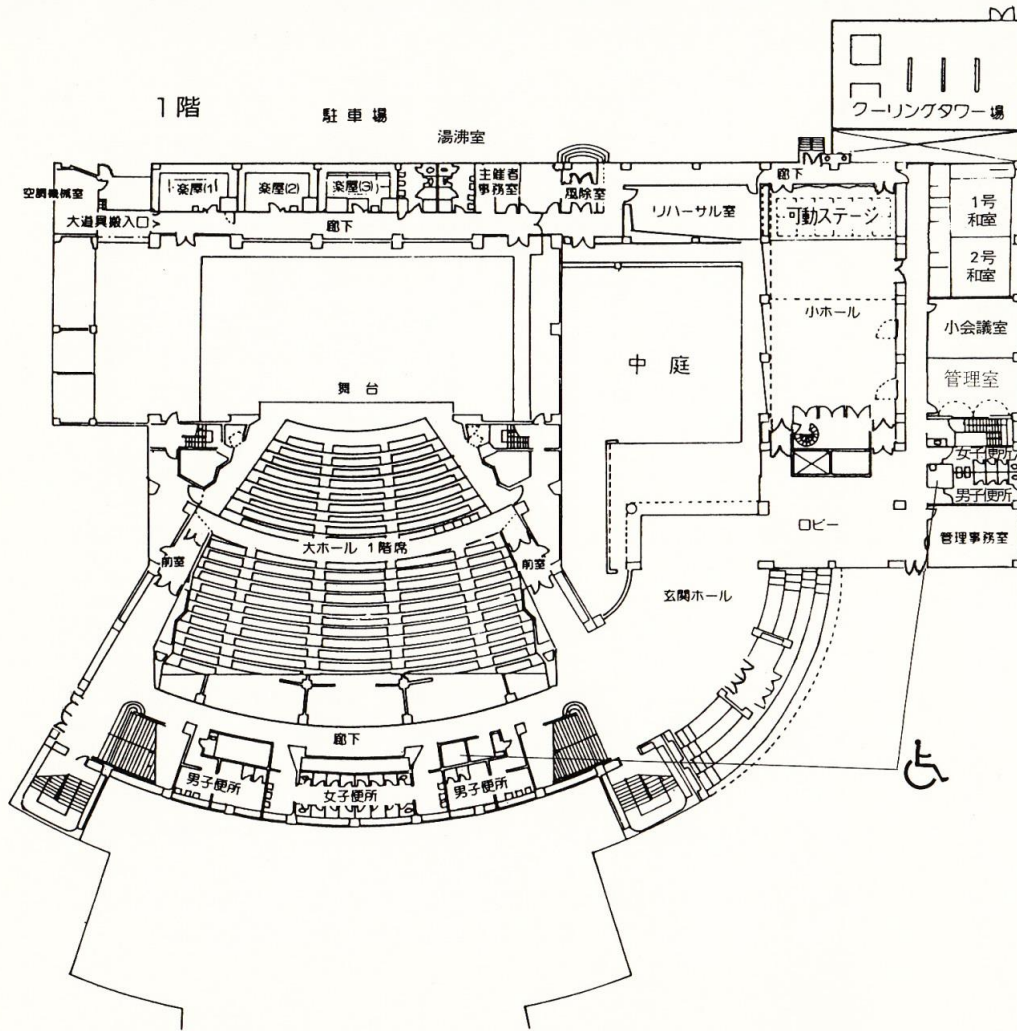 1階
駐車場
湯沸室
クーリングタワー場
空調機械室
楽屋(1)
楽屋(2)
楽屋(3)
主催者
事務室
風除室
廊下
大道具搬入口
廊下
リハーサル室
可動ステージ
1号
和室
2号
和室
小ホール
小会議室
中庭
管理室
舞台
女子便所
男子便所
ロビー
大ホール 1階席
管理事務室
前室
前室
玄関ホール
廊下
男子便所
女子便所
男子便所